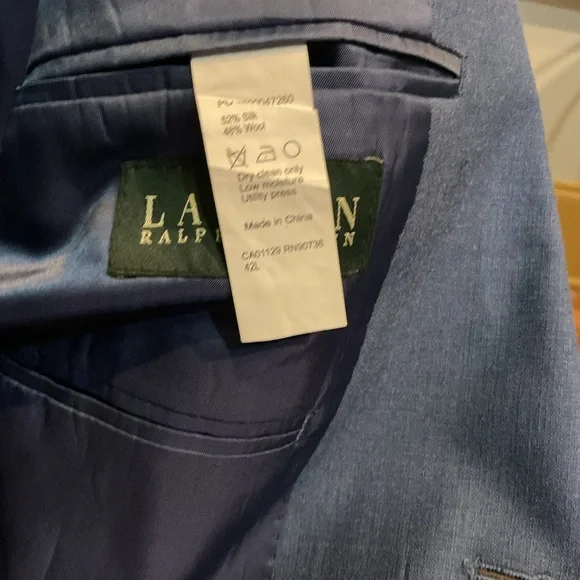 52% Silk
48% Wool
Dry clean only
Low moisture
Utility press
Made in China
CA01129 RN90736
42L
LA N
RALP N